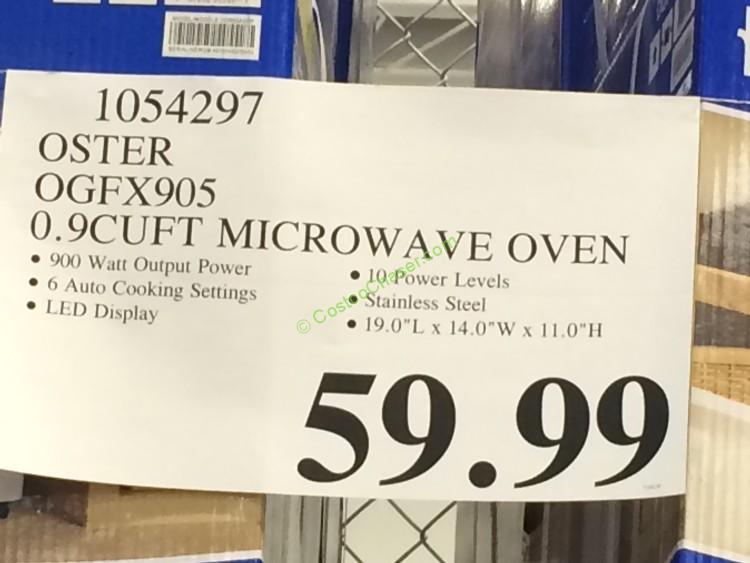 1054297
OSTER
OGFX905
0.9CUFT MICROWAVE OVEN
• 900 Watt Output Power
• 6 Auto Cooking Settings
• LED Display
• 10 Power Levels
• Stainless Steel
• 19.0"L x 14.0"W x 11.0"H
© CostcoChaser.com
59.99